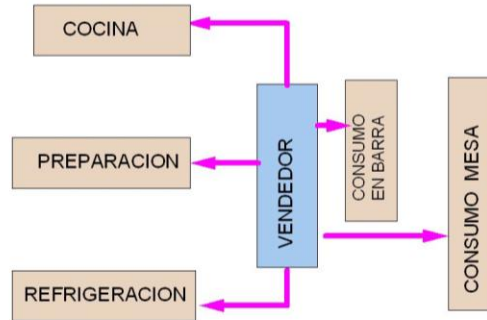 COCINA
PREPARACION
REFRIGERACION
VENDEDOR
CONSUMO
EN BARRA
CONSUMO MESA